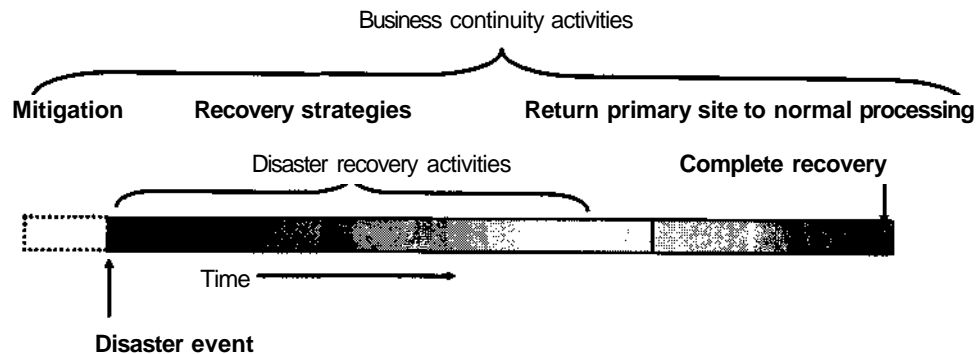 Business continuity activities
Mitigation Recovery strategies Return primary site to normal processing
Disaster recovery activities Complete recovery
Time
Disaster event